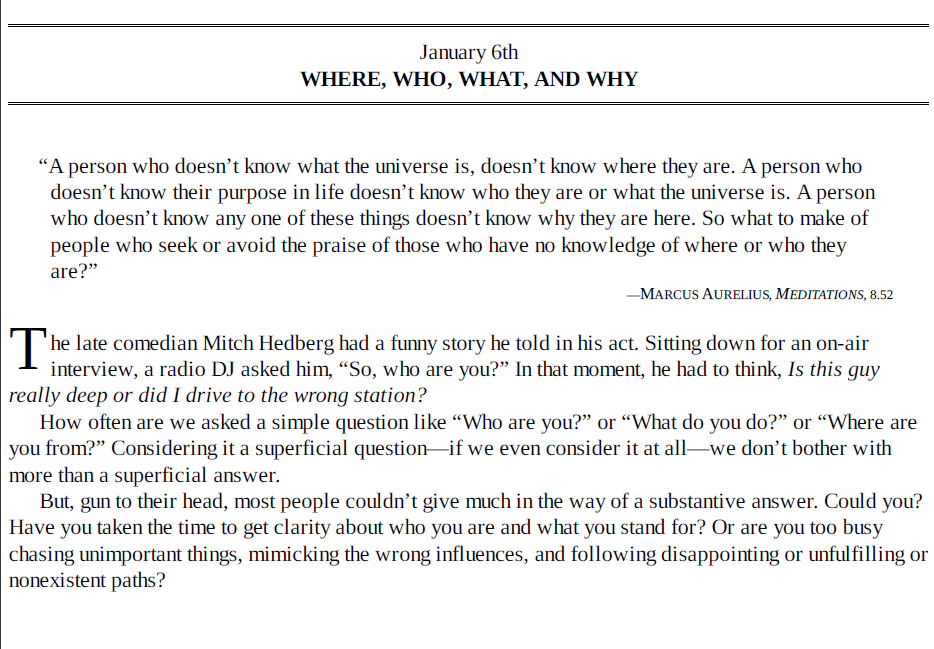 January 6th
WHERE, WHO, WHAT, AND WHY
“A person who doesn’t know what the universe is, doesn’t know where they are. A person who
doesn’t know their purpose in life doesn’t know who they are or what the universe is. A person
who doesn’t know any one of these things doesn’t know why they are here. So what to make of
people who seek or avoid the praise of those who have no knowledge of where or who they
are?”
—MARCUS AURELIUS, MEDITATIONS, 8.52
The late comedian Mitch Hedberg had a funny story he told in his act. Sitting down for an on-air
interview, a radio DJ asked him, “So, who are you?” In that moment, he had to think, Is this guy
really deep or did I drive to the wrong station?
How often are we asked a simple question like “Who are you?” or “What do you do?” or “Where are
you from?” Considering it a superficial question—if we even consider it at all—we don’t bother with
more than a superficial answer.
But, gun to their head, most people couldn’t give much in the way of a substantive answer. Could you?
Have you taken the time to get clarity about who you are and what you stand for? Or are you too busy
chasing unimportant things, mimicking the wrong influences, and following disappointing or unfulfilling or
nonexistent paths?